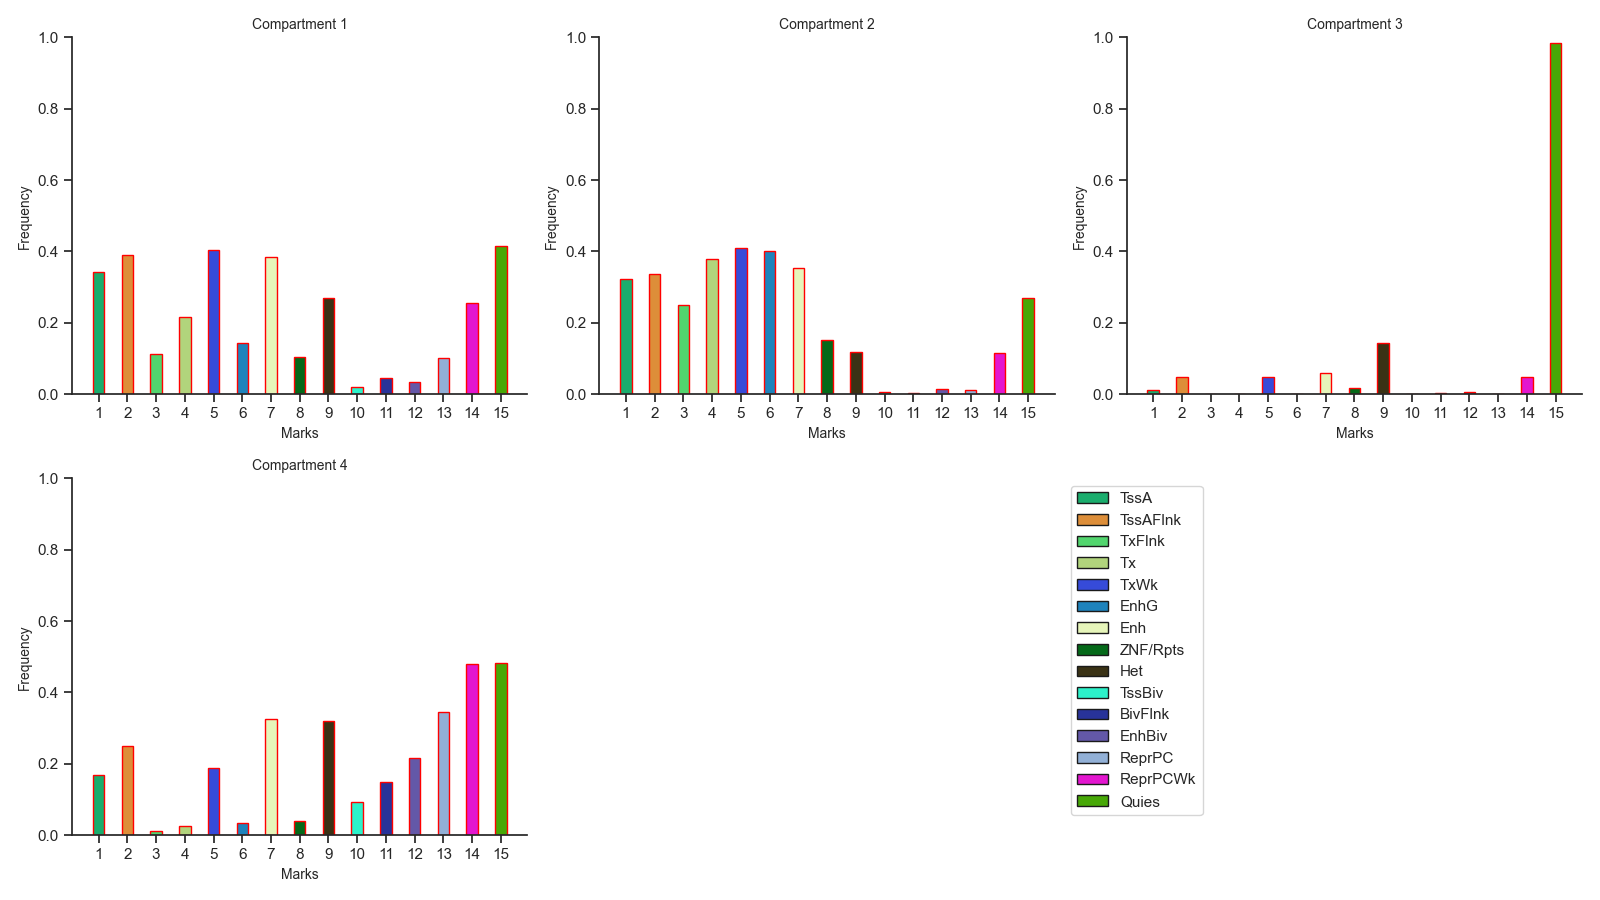 Compartment 1
1.0
0.8
0.6
0.4
0.2
0.0
Frequency
1 2 3 4 5 6 7 8 9 10 11 12 13 14 15
Marks
Compartment 2
1.0
0.8
0.6
0.4
0.2
0.0
Frequency
1 2 3 4 5 6 7 8 9 10 11 12 13 14 15
Marks
Compartment 3
1.0
0.8
0.6
0.4
0.2
0.0
Frequency
1 2 3 4 5 6 7 8 9 10 11 12 13 14 15
Marks
Compartment 4
1.0
0.8
0.6
0.4
0.2
0.0
Frequency
1 2 3 4 5 6 7 8 9 10 11 12 13 14 15
Marks
TssA
TssAFlnk
TxFlnk
Tx
TxWk
EnhG
Enh
ZNF/Rpts
Het
TssBiv
BivFlnk
EnhBiv
ReprPC
ReprPCWk
Quies